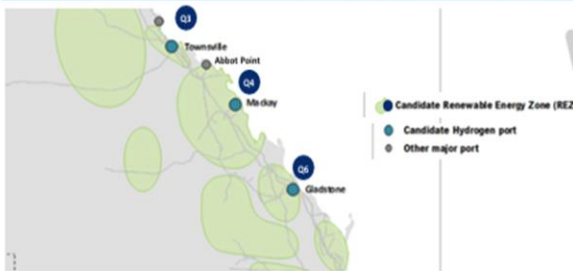 Q3
Townsville
Abbot Point
Q4
Mackay
Candidate Renewable Energy Zone (REZ
Candidate Hydrogen port
Other major port
Q6
Gladstone